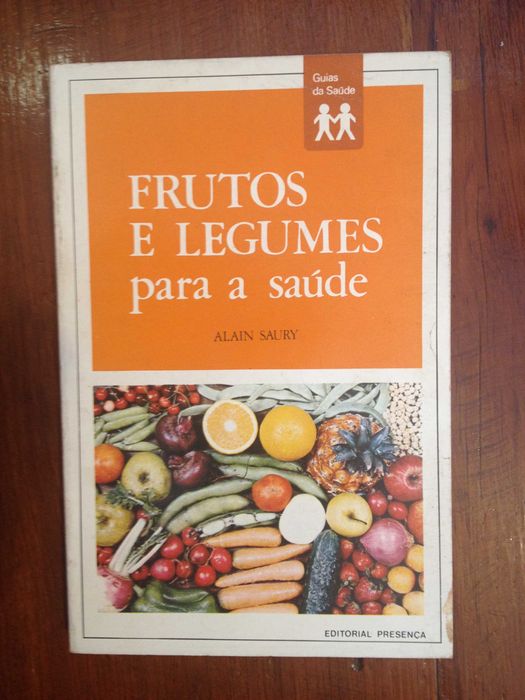 Guias
da Saúde
FRUTOS
E LEGUMES
para a saúde
ALAIN SAURY
EDITORIAL PRESENÇA